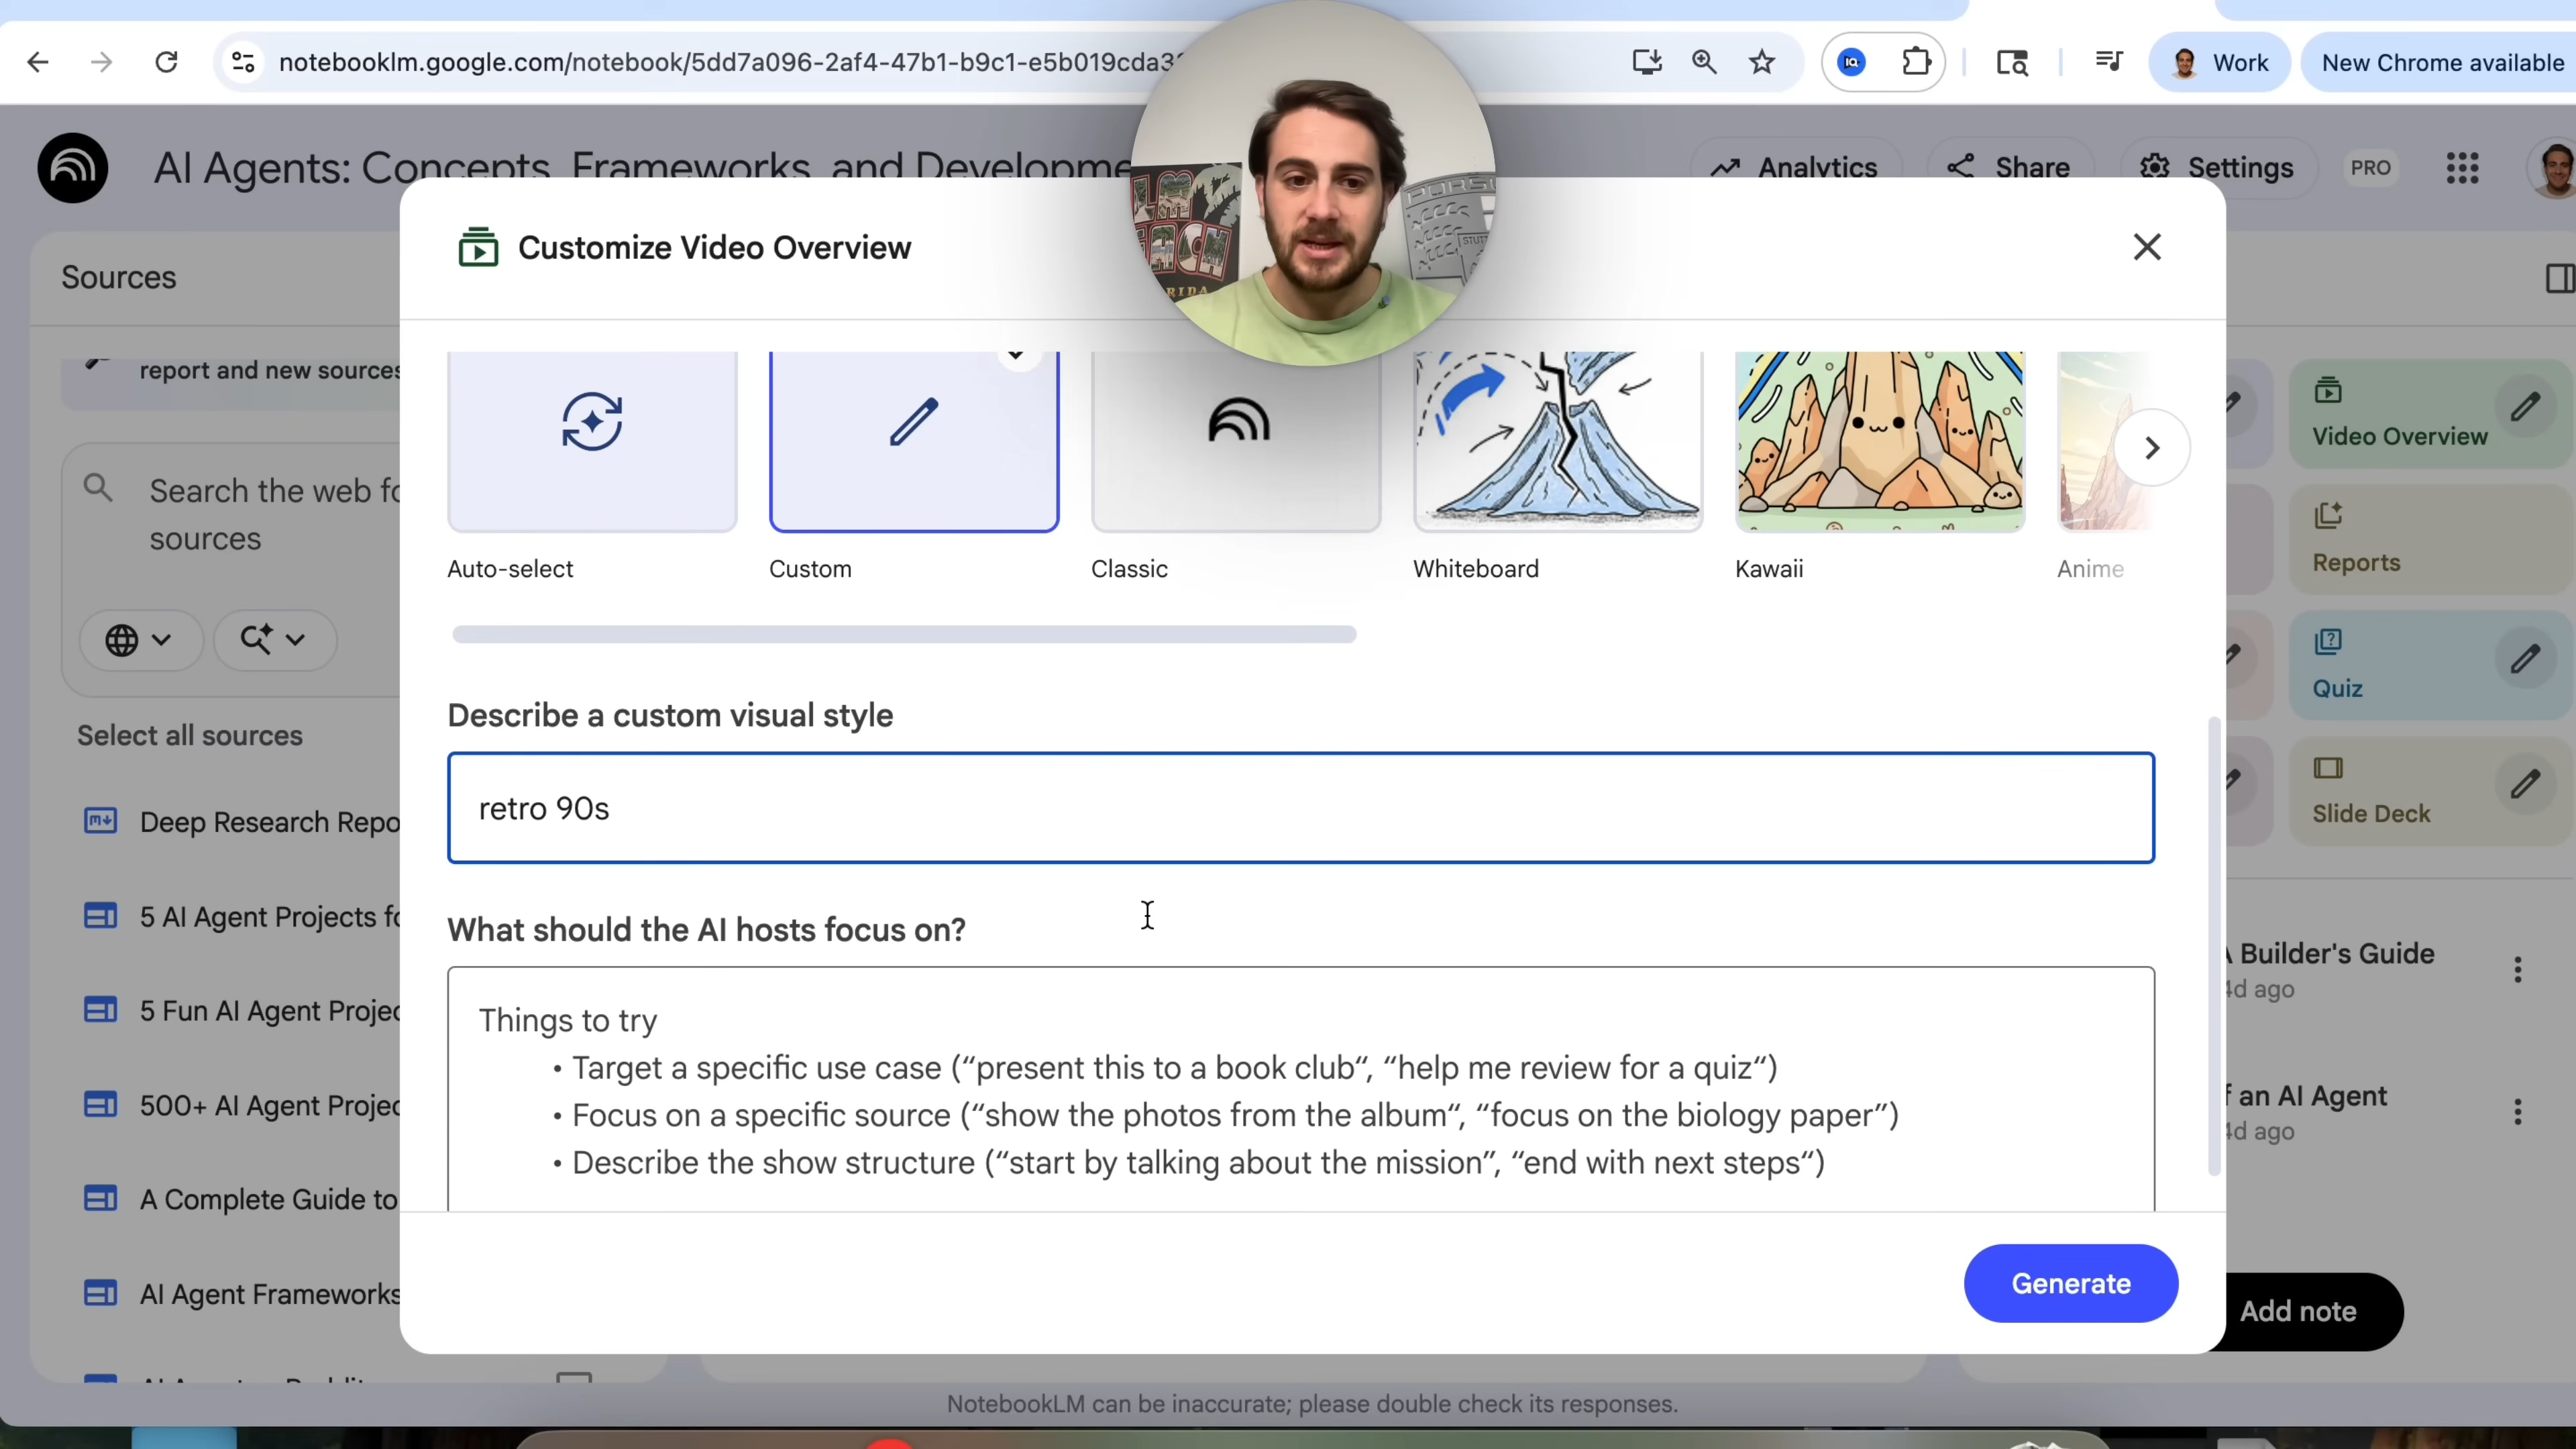 notebooklm.google.com/notebook/5dd7a096-2af4-47b1-b9c1-e5b019cda3
Work
New Chrome available
AI Agents: Concepts, Frameworks, and Developme
Analytics
Share
Settings
PRO
Customize Video Overview
Sources
report and new sources
Search the web fo
sources
Select all sources
Deep Research Repo
5 AI Agent Projects fo
5 Fun AI Agent Projec
500+ AI Agent Projec
A Complete Guide to
AI Agent Frameworks
Auto-select
Custom
Classic
Whiteboard
Kawaii
Anime
Describe a custom visual style
retro 90s
What should the AI hosts focus on?
Things to try
• Target a specific use case (“present this to a book club“, “help me review for a quiz“)
• Focus on a specific source (“show the photos from the album“, “focus on the biology paper”)
• Describe the show structure (“start by talking about the mission”, “end with next steps“)
Generate
Video Overview
Reports
Quiz
Slide Deck
A Builder's Guide
4d ago
f an AI Agent
4d ago
Add note
NotebookLM can be inaccurate; please double check its responses.